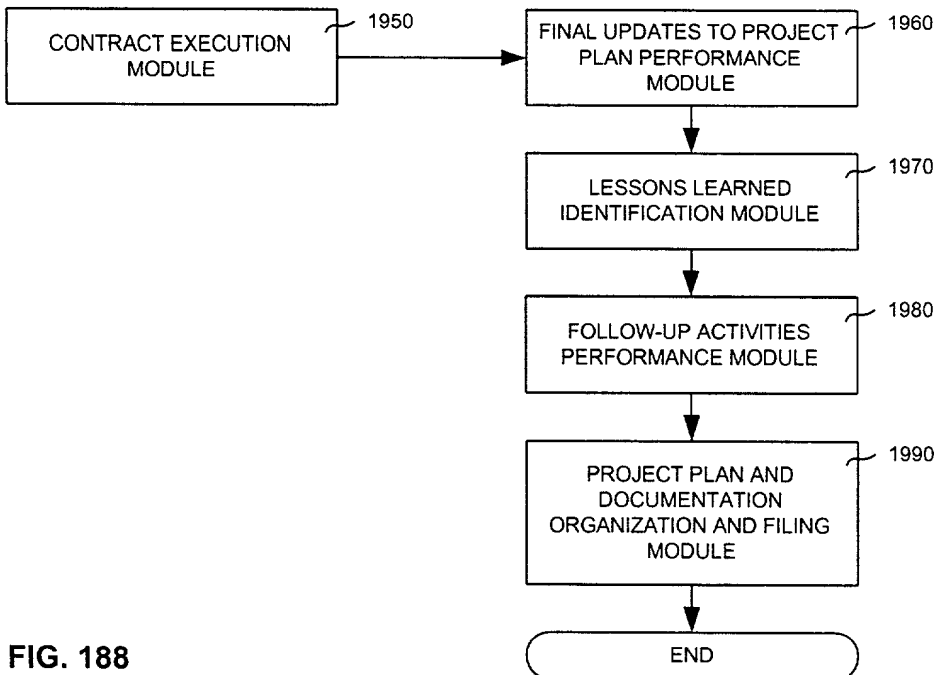 1950
CONTRACT EXECUTION
MODULE
1960
FINAL UPDATES TO PROJECT
PLAN PERFORMANCE
MODULE
1970
LESSONS LEARNED
IDENTIFICATION MODULE
1980
FOLLOW-UP ACTIVITIES
PERFORMANCE MODULE
1990
PROJECT PLAN AND
DOCUMENTATION
ORGANIZATION AND FILING
MODULE
END
FIG. 188